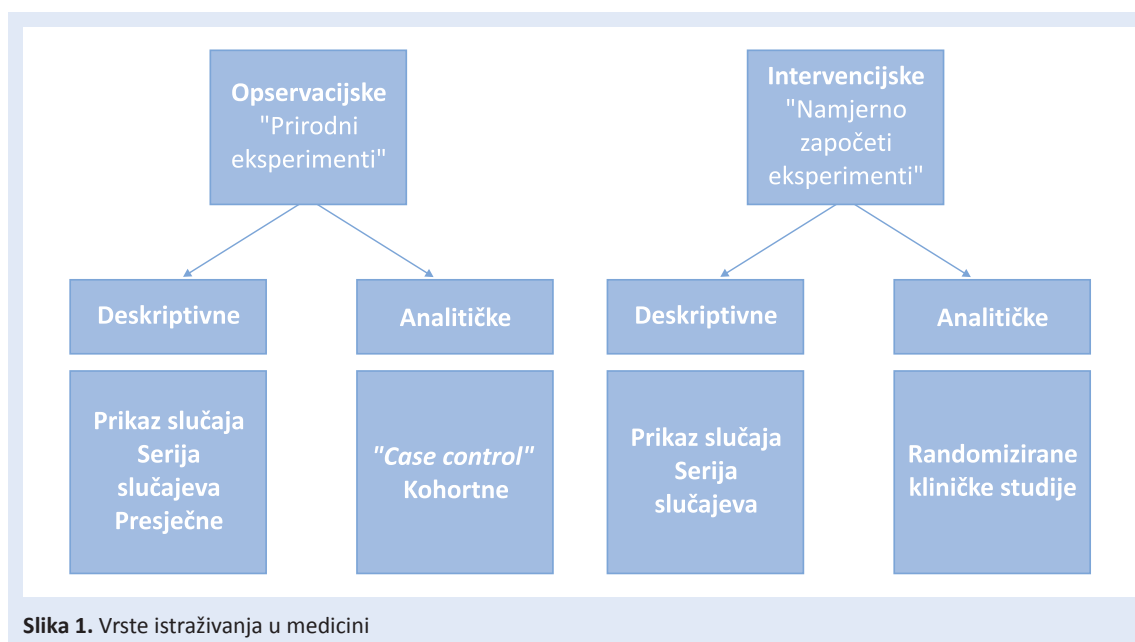 Opservacijske
"Prirodni
eksperimenti"
Intervencijske
"Namjerno
započeti
eksperimenti"
Deskriptivne
Analitičke
Deskriptivne
Analitičke
Prikaz slučaja
Serija
slučajeva
Presječne
"Case control"
Kohortne
Prikaz slučaja
Serija
slučajeva
Randomizirane
kliničke studije
Slika 1. Vrste istraživanja u medicini